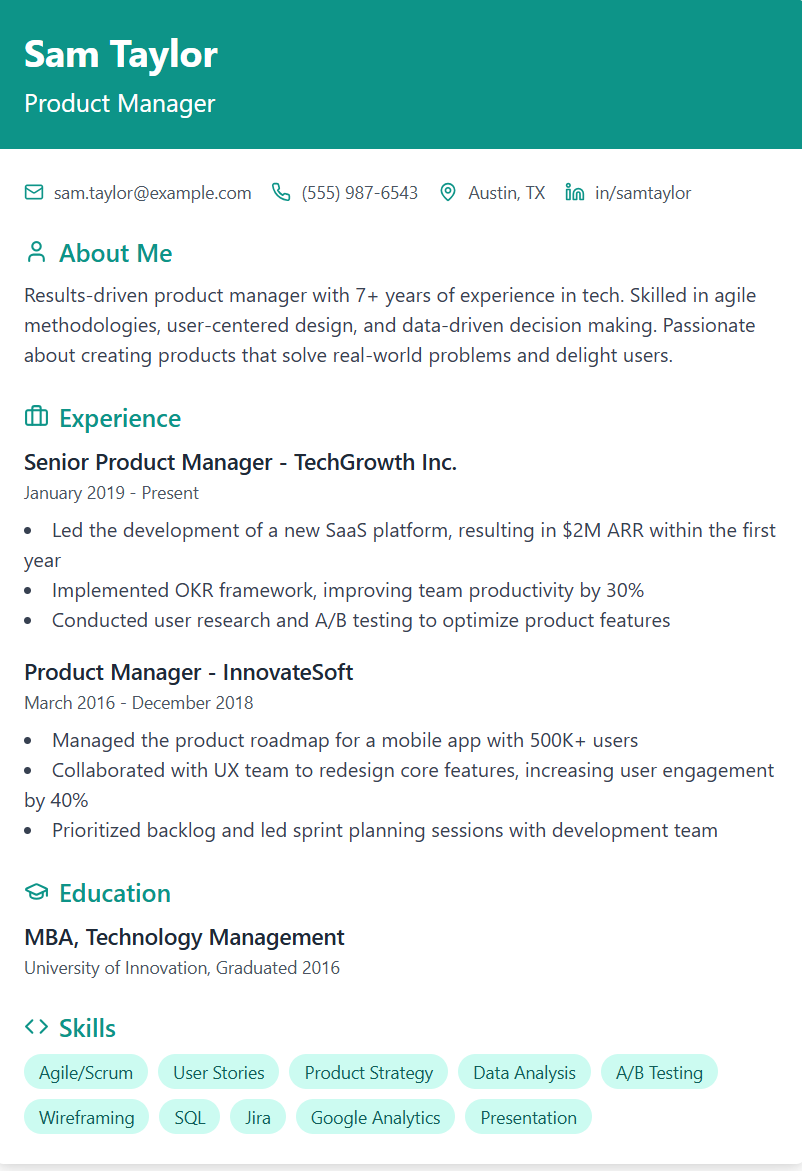 Sam Taylor
Product Manager
sam.taylor@example.com (555) 987-6543 Austin, TX in/samtaylor
About Me
Results-driven product manager with 7+ years of experience in tech. Skilled in agile
methodologies, user-centered design, and data-driven decision making. Passionate
about creating products that solve real-world problems and delight users.
Experience
Senior Product Manager - TechGrowth Inc.
January 2019 - Present
• Led the development of a new SaaS platform, resulting in $2M ARR within the first
year
• Implemented OKR framework, improving team productivity by 30%
• Conducted user research and A/B testing to optimize product features
Product Manager - InnovateSoft
March 2016 - December 2018
• Managed the product roadmap for a mobile app with 500K+ users
• Collaborated with UX team to redesign core features, increasing user engagement
by 40%
• Prioritized backlog and led sprint planning sessions with development team
Education
MBA, Technology Management
University of Innovation, Graduated 2016
Skills
Agile/Scrum User Stories Product Strategy Data Analysis A/B Testing
Wireframing SQL Jira Google Analytics Presentation